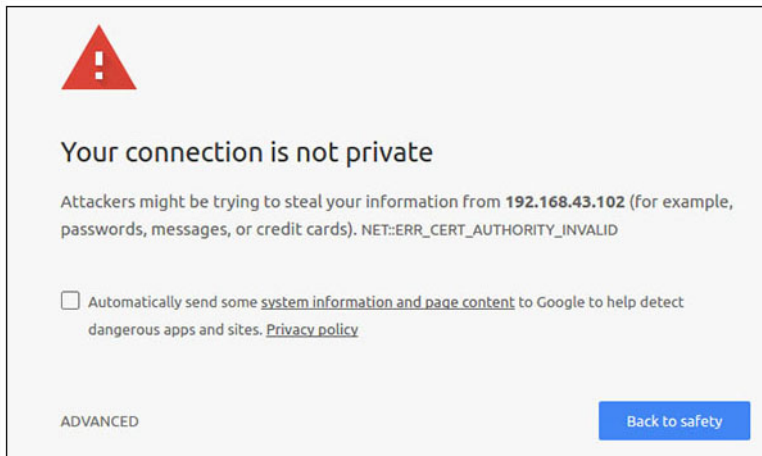 Your connection is not private
Attackers might be trying to steal your information from 192.168.43.102 (for example,
passwords, messages, or credit cards). NET::ERR_CERT_AUTHORITY_INVALID
Automatically send some system information and page content to Google to help detect
dangerous apps and sites. Privacy policy
ADVANCED
Back to safety